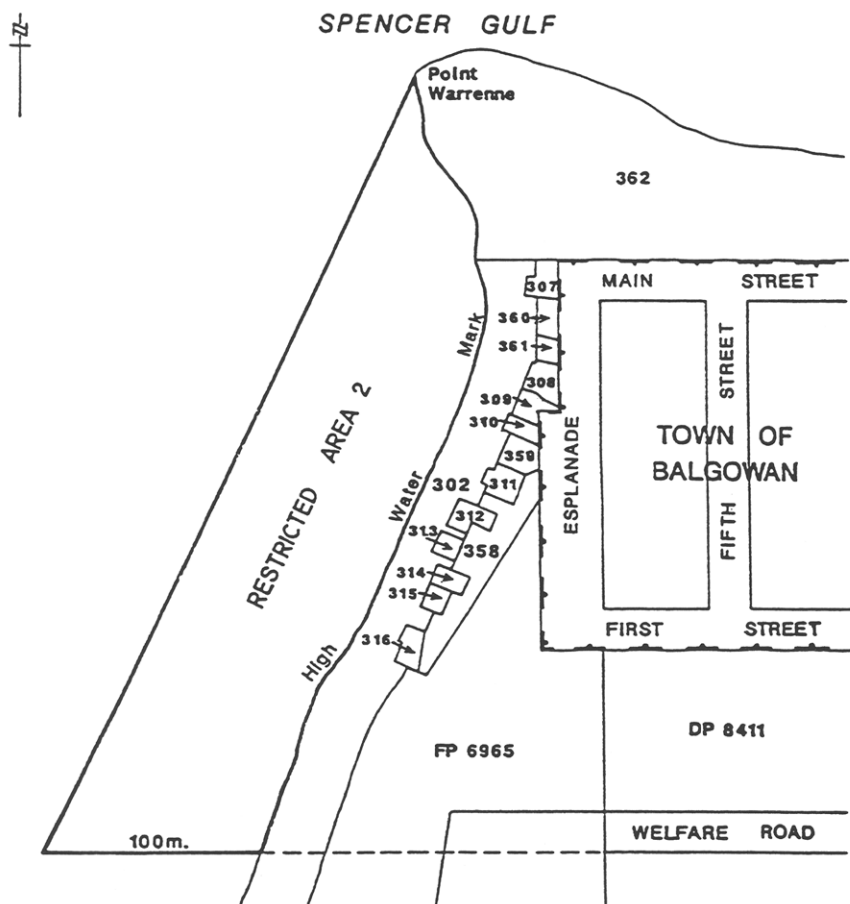 SPENCER GULF
N
Point
Warrenne
362
307
MAIN STREET
360
361
Mark
308
309
310
STREET
RESTRICTED AREA 2
359
ESPLANADE
TOWN OF
BALGOWAN
302
311
Water
312
313
358
FIFTH
314
315
316
High
FIRST STREET
FP 6965
DP 8411
100m.
WELFARE ROAD